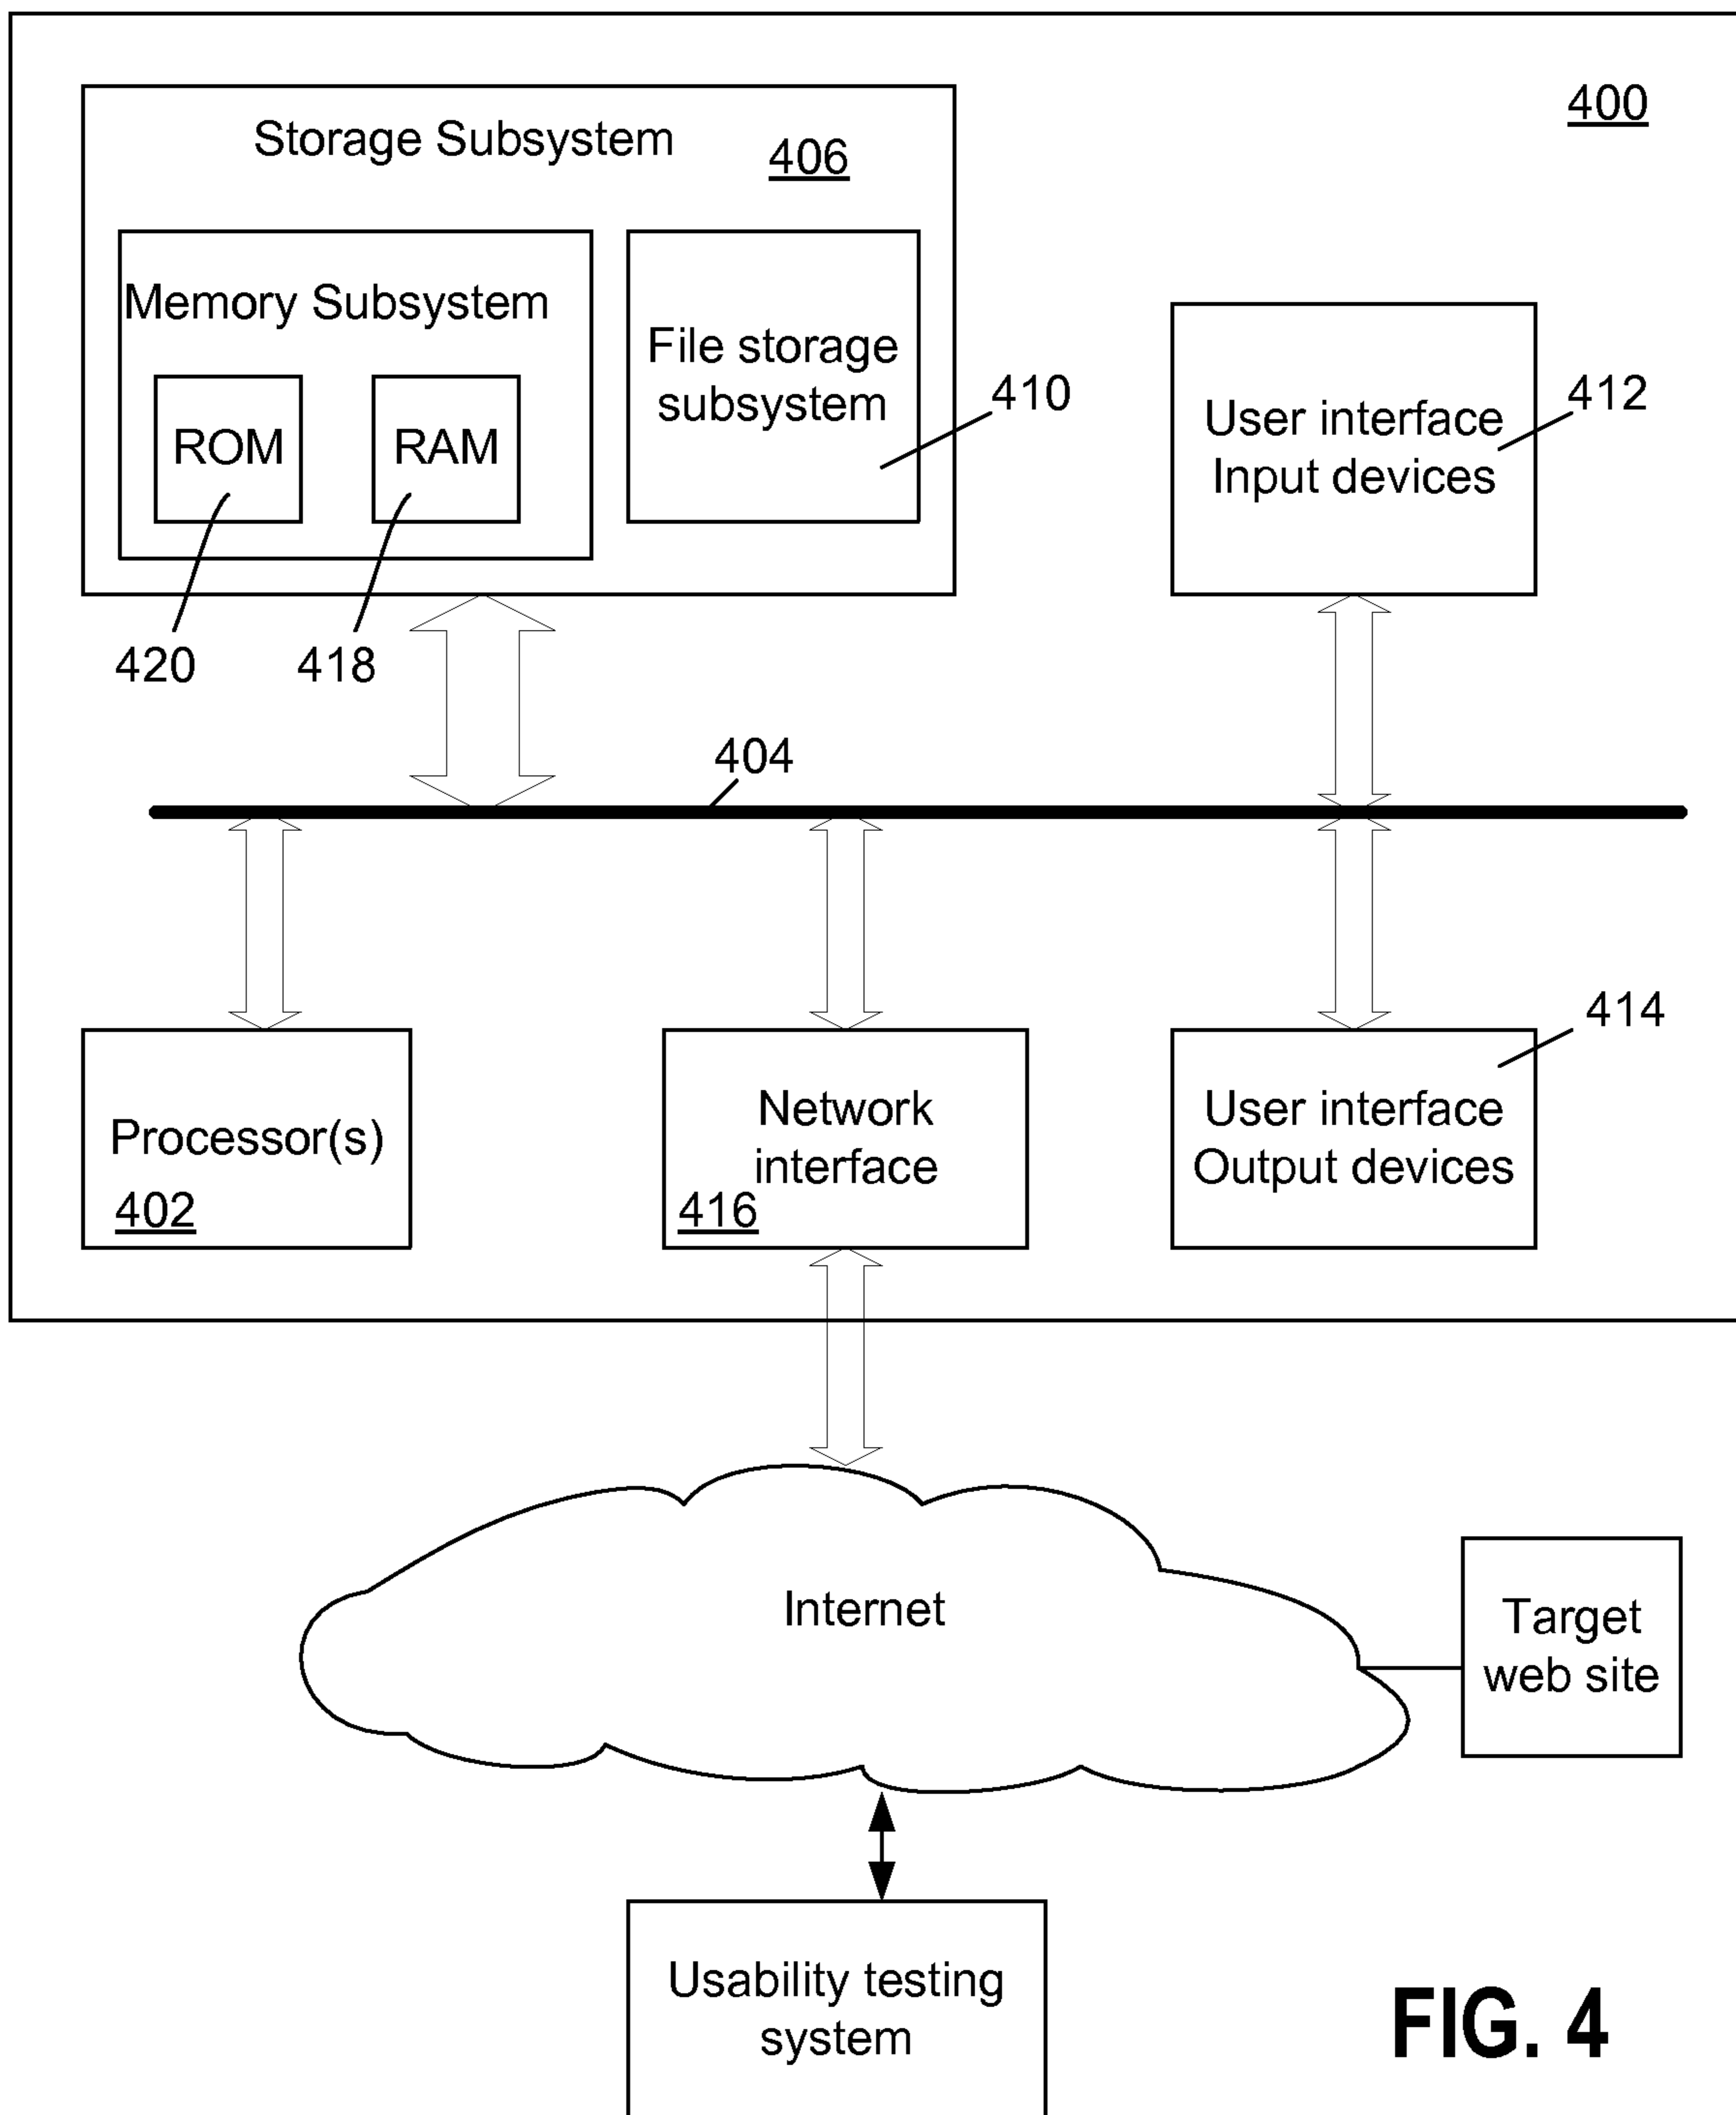 400
Storage Subsystem
406
Memory Subsystem
File storage
subsystem
ROM
RAM
410
User interface
Input devices
412
420
418
404
414
Processor(s)
402
Network
interface
416
User interface
Output devices
Internet
Target
web site
Usability testing
system
FIG. 4